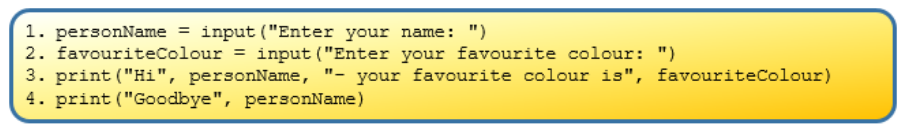 1. personName = input("Enter your name: ")
2. favouriteColour = input("Enter your favourite colour: ")
3. print("Hi", personName, "- your favourite colour is", favouriteColour)
4. print("Goodbye", personName)